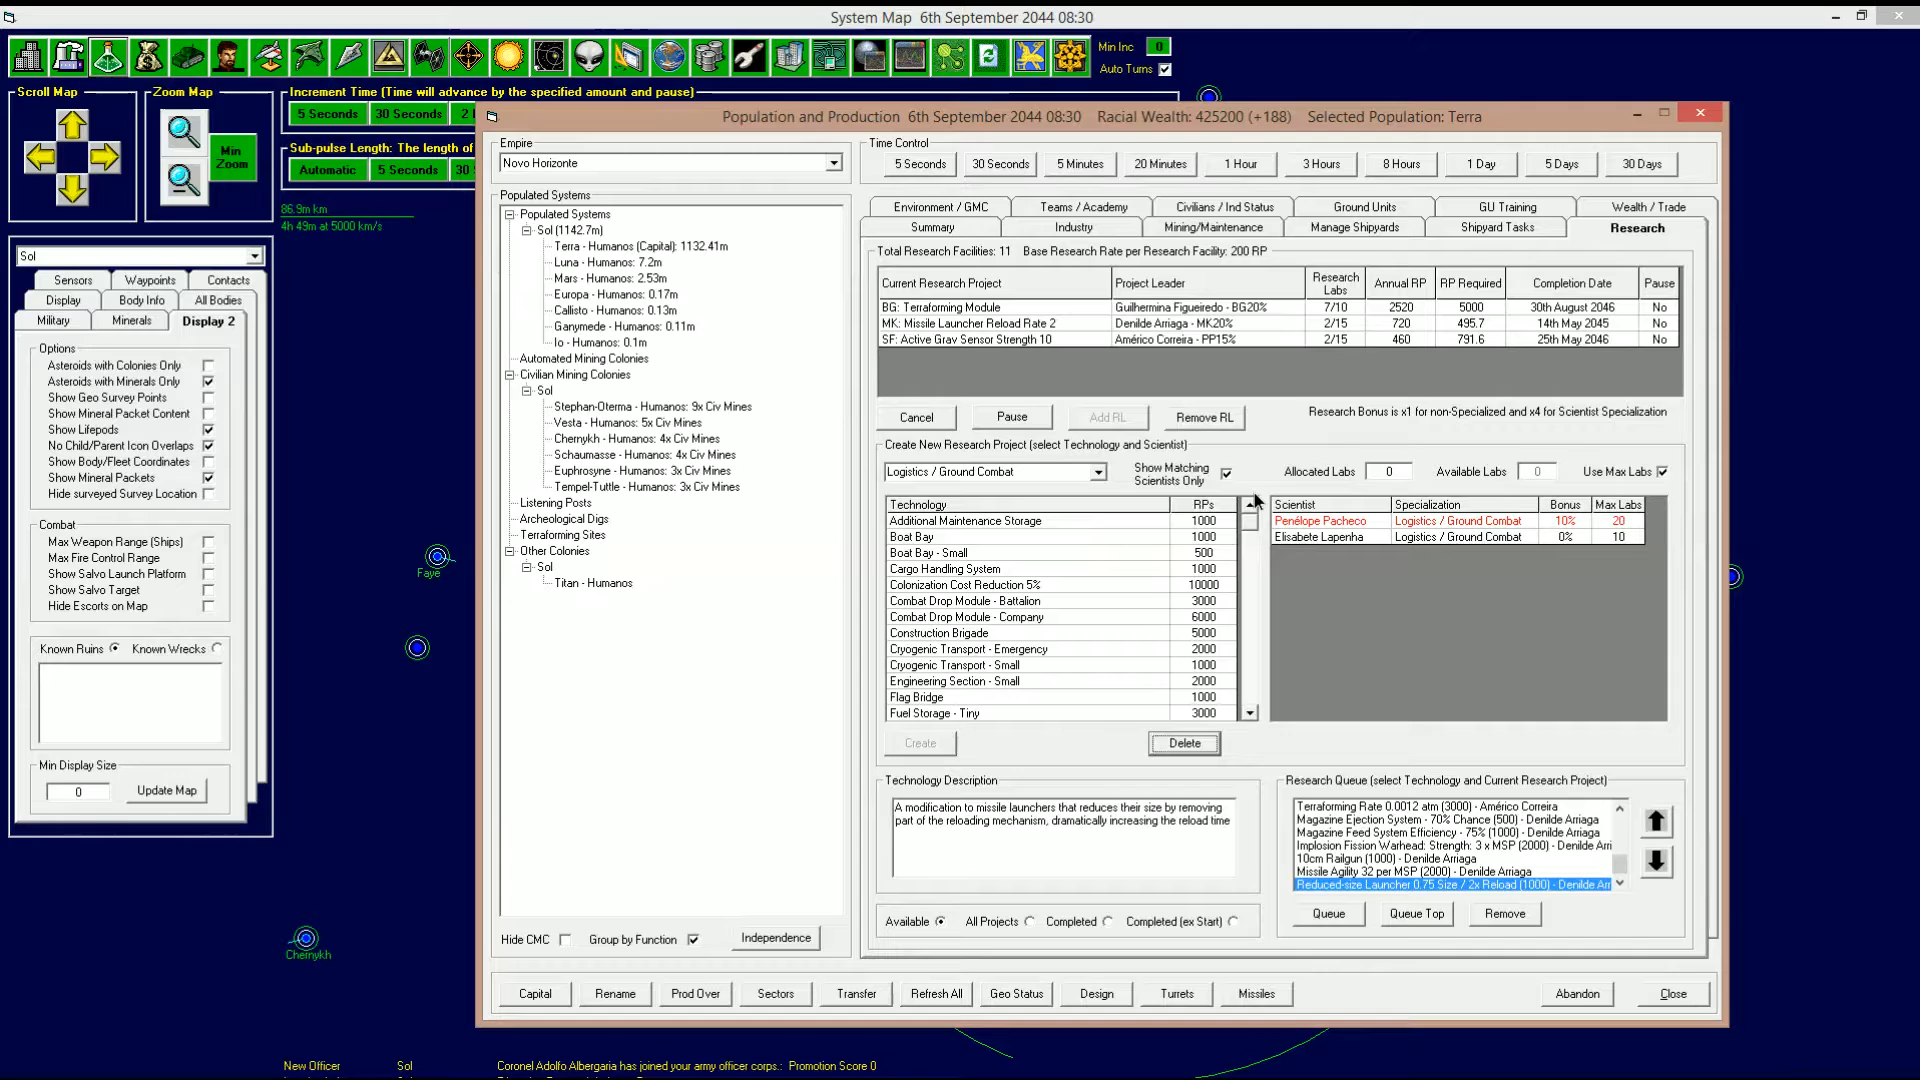 System Map 6th September 2044 08:30
Min Inc 0
Auto Turns
Scroll Map
Zoom Map
Min Zoom
Increment Time (Time will advance by the specified amount and pause)
5 Seconds 30 Seconds
Sub-pulse Length: The length of
Automatic 5 Seconds
86.9m km
4h 49m at 5000 km/s
Sol
Sensors Waypoints Contacts
Display Body Info All Bodies
Military Minerals Display 2
Options
Asteroids with Colonies Only
Asteroids with Minerals Only
Show Geo Survey Points
Show Mineral Packet Content
Show Lifepods
No Child/Parent Icon Overlaps
Show Body/Fleet Coordinates
Show Mineral Packets
Hide surveyed Survey Location
Combat
Max Weapon Range (Ships)
Max Fire Control Range
Show Salvo Launch Platform
Show Salvo Target
Hide Escorts on Map
Known Ruins Known Wrecks
Min Display Size
0 Update Map
Faye
Chernykh
Population and Production 6th September 2044 08:30 Racial Wealth: 425200 (+188) Selected Population: Terra
Empire
Novo Horizonte
Populated Systems
Populated Systems
Sol (1142.7m)
Terra - Humanos (Capital): 1132.41m
Luna - Humanos: 7.2m
Mars - Humanos: 2.53m
Europa - Humanos: 0.17m
Callisto - Humanos: 0.13m
Ganymede - Humanos: 0.11m
Io - Humanos: 0.1m
Automated Mining Colonies
Civilian Mining Colonies
Sol
Stephan-Oterma - Humanos: 9x Civ Mines
Vesta - Humanos: 5x Civ Mines
Chernykh - Humanos: 4x Civ Mines
Schaumasse - Humanos: 4x Civ Mines
Euphrosyne - Humanos: 3x Civ Mines
Tempel-Tuttle - Humanos: 3x Civ Mines
Listening Posts
Archeological Digs
Terraforming Sites
Other Colonies
Sol
Titan - Humanos
Hide CMC Group by Function Independence
Time Control
5 Seconds 30 Seconds 5 Minutes 20 Minutes 1 Hour 3 Hours 8 Hours 1 Day 5 Days 30 Days
Environment / GMC Teams / Academy Civilians / Ind Status Ground Units GU Training Wealth / Trade
Summary Industry Mining/Maintenance Manage Shipyards Shipyard Tasks Research
Total Research Facilities: 11 Base Research Rate per Research Facility: 200 RP
Current Research Project Project Leader Research Labs Annual RP RP Required Completion Date Pause
BG: Terraforming Module Guilhermina Figueiredo - BG20% 7/10 2520 5000 30th August 2046 No
MK: Missile Launcher Reload Rate 2 Denilde Arriaga - MK20% 2/15 720 495.7 14th May 2045 No
SF: Active Grav Sensor Strength 10 Américo Correira - PP15% 2/15 460 791.6 25th May 2046 No
Cancel Pause Add RL Remove RL Research Bonus is x1 for non-Specialized and x4 for Scientist Specialization
Create New Research Project (select Technology and Scientist)
Logistics / Ground Combat Show Matching Scientists Only Allocated Labs 0 Available Labs 0 Use Max Labs
Technology RPs
Additional Maintenance Storage 1000
Boat Bay 1000
Boat Bay - Small 500
Cargo Handling System 1000
Colonization Cost Reduction 5% 10000
Combat Drop Module - Battalion 3000
Combat Drop Module - Company 6000
Construction Brigade 5000
Cryogenic Transport - Emergency 2000
Cryogenic Transport - Small 1000
Engineering Section - Small 2000
Flag Bridge 1000
Fuel Storage - Tiny 3000
Scientist Specialization Bonus Max Labs
Penélope Pacheco Logistics / Ground Combat 10% 20
Elisabete Lapenha Logistics / Ground Combat 0% 10
Create Delete
Technology Description
A modification to missile launchers that reduces their size by removing
part of the reloading mechanism, dramatically increasing the reload time
Available All Projects Completed Completed (ex Start)
Research Queue (select Technology and Current Research Project)
Terraforming Rate 0.0012 atm (3000) - Américo Correira
Magazine Ejection System - 70% Chance (500) - Denilde Arriaga
Magazine Feed System Efficiency - 75% (1000) - Denilde Arriaga
Implosion Fission Warhead: Strength: 3 x MSP (2000) - Denilde Arri
10cm Railgun (1000) - Denilde Arriaga
Missile Agility 32 per MSP (2000) - Denilde Arriaga
Reduced-size Launcher 0.75 Size / 2x Reload (1000) - Denilde Arr
Queue Queue Top Remove
Capital Rename Prod Over Sectors Transfer Refresh All Geo Status Design Turrets Missiles Abandon Close
New Officer Sol Coronel Adolfo Albergaria has joined your army officer corps.: Promotion Score 0